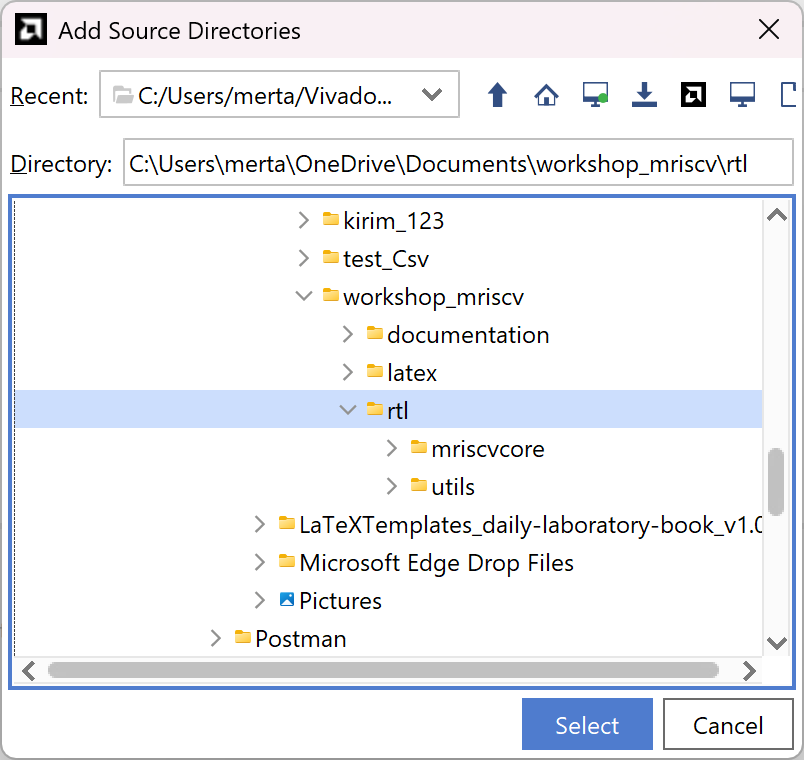 Add Source Directories
Recent: C:/Users/merta/Vivado...
Directory: C:\Users\merta\OneDrive\Documents\workshop_mriscv\rtl
kirim_123
test_Csv
workshop_mriscv
documentation
latex
rtl
mriscvcore
utils
LaTeXTemplates_daily-laboratory-book_v1.0
Microsoft Edge Drop Files
Pictures
Postman
Select Cancel